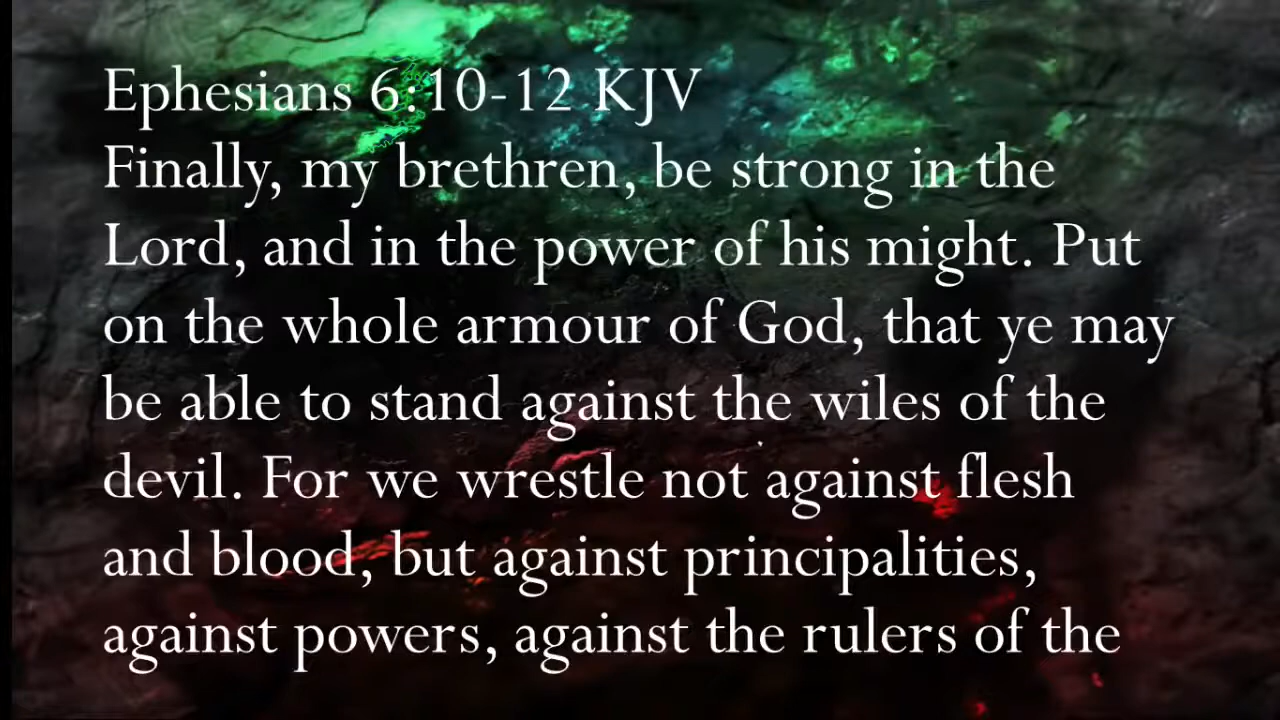 Ephesians 6:10-12 KJV
Finally, my brethren, be strong in the
Lord, and in the power of his might. Put
on the whole armour of God, that ye may
be able to stand against the wiles of the
devil. For we wrestle not against flesh
and blood, but against principalities,
against powers, against the rulers of the